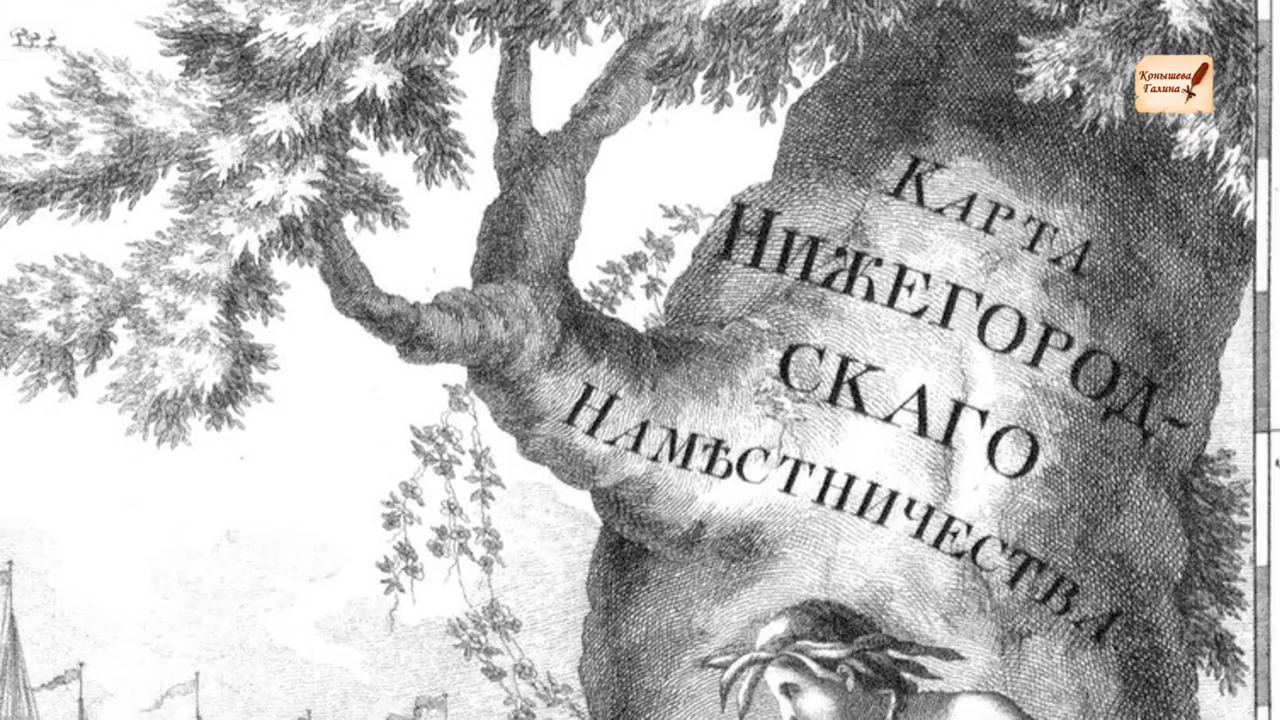 Конышева
Галина
КАРТА
НИЖЕГОРОД-
СКАГО
НАМѢСТНИЧЕСТВА